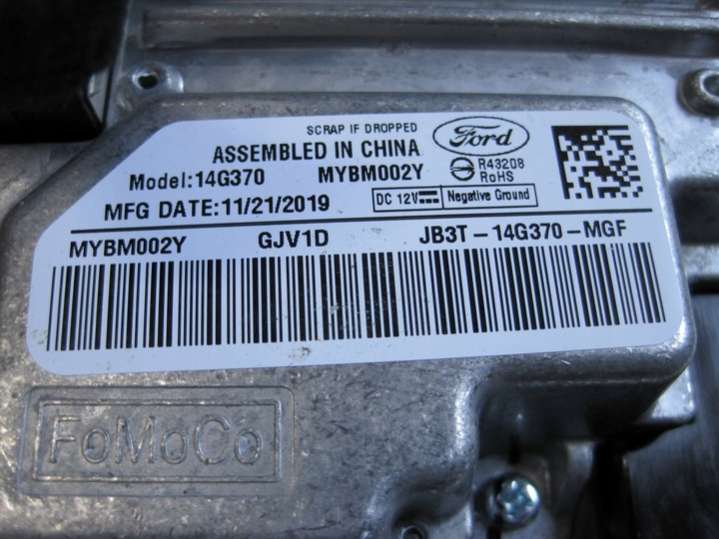 SCRAP IF DROPPED
Ford
ASSEMBLED IN CHINA
R43208
RoHS
Model:14G370 MYBM002Y
MFG DATE:11/21/2019
DC 12V Negative Ground
MYBM002Y GJV1D JB3T-14G370-MGF
FoMoCo